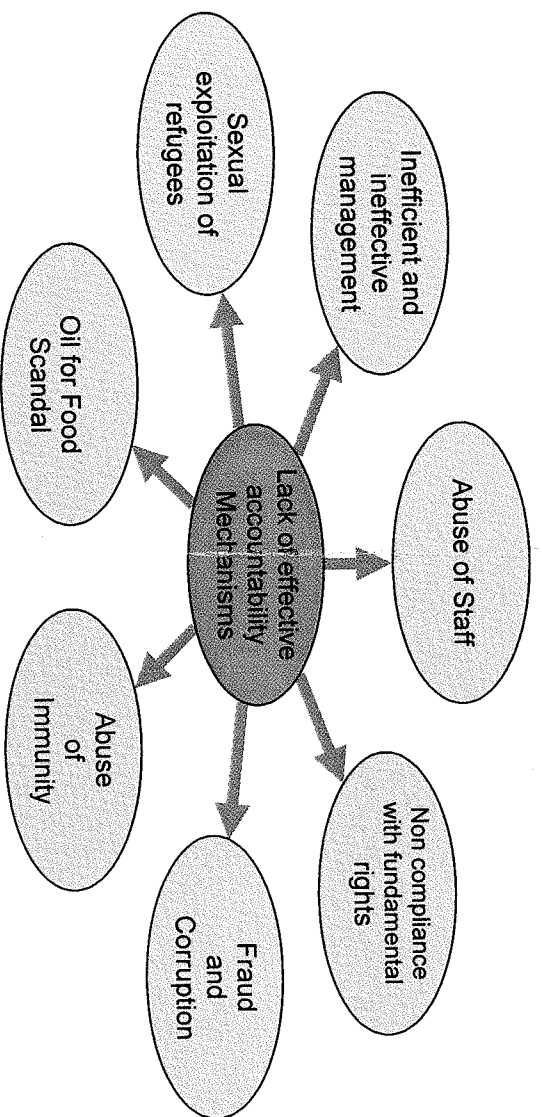 Abuse of Staff
Inefficient and
ineffective
management
Non compliance
with fundamental
rights
Lack of effective
accountability
Mechanisms
Sexual
exploitation of
refugees
Fraud
and
Corruption
Oil for Food
Scandal
Abuse
of
Immunity